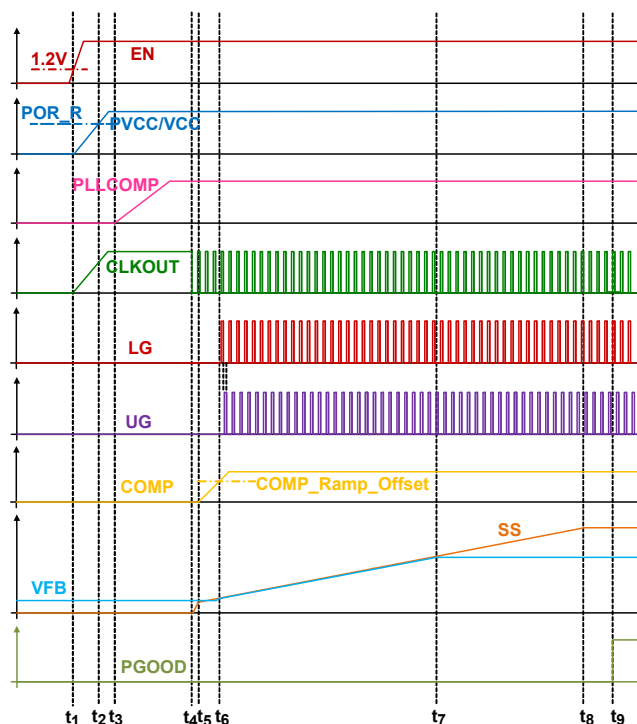 EN
1.2V
POR_R
PVCC/VCC
PLLCOMP
CLKOUT
LG
UG
COMP
COMP_Ramp_Offset
SS
VFB
PGOOD
t1 t2 t3 t4 t5 t6 t7 t8 t9